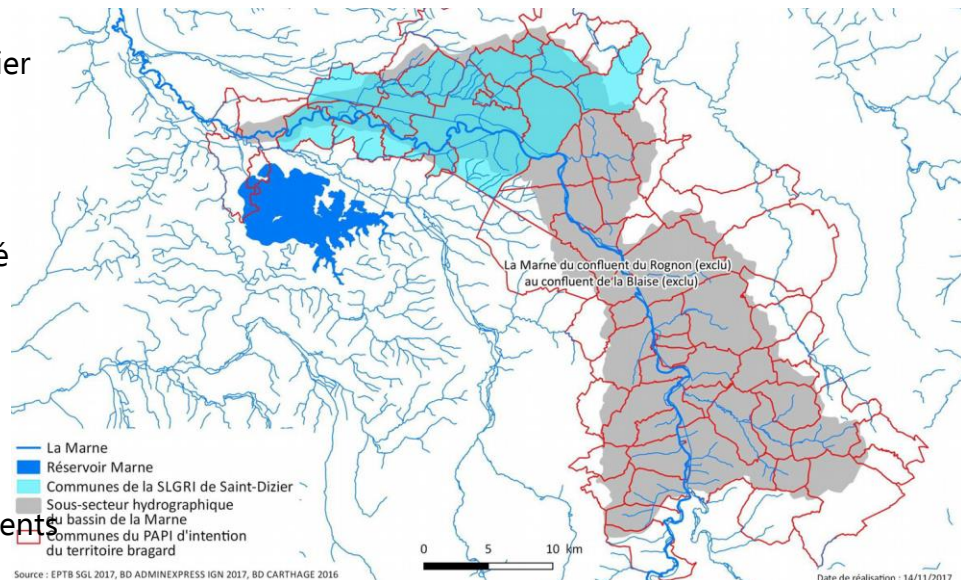 ier
é
La Marne du confluent du Rognon (exclu)
au confluent de la Blaise (exclu)
La Marne
Réservoir Marne
Communes de la SLGRI de Saint-Dizier
Sous-secteur hydrographique
du bassin de la Marne
ents
Communes du PAPI d'intention
du territoire bragard
0 5 10 km
Source : EPTB SGL 2017, BD ADMINEXPRESS IGN 2017, BD CARTHAGE 2016
Date de réalisation : 14/11/2017